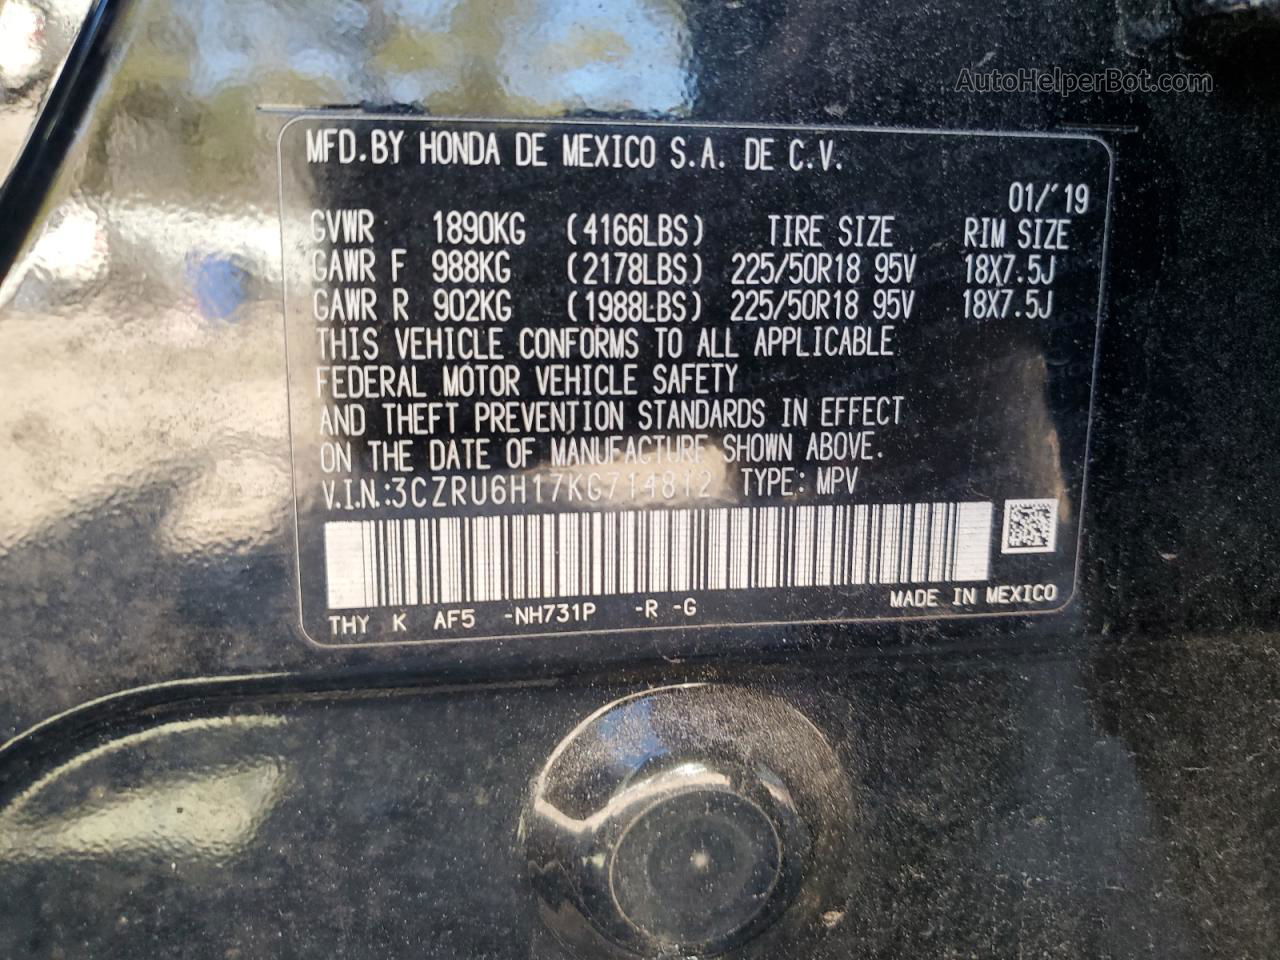 AutoHelperBot.com
MFD.BY HONDA DE MEXICO S.A. DE C.V.
01/'19
GVWR 1890KG (4166LBS) TIRE SIZE RIM SIZE
GAWR F 988KG (2178LBS) 225/50R18 95V 18X7.5J
GAWR R 902KG (1988LBS) 225/50R18 95V 18X7.5J
THIS VEHICLE CONFORMS TO ALL APPLICABLE
FEDERAL MOTOR VEHICLE SAFETY
AND THEFT PREVENTION STANDARDS IN EFFECT
ON THE DATE OF MANUFACTURE SHOWN ABOVE.
V.I.N.:3CZRU6H17KG714812 TYPE: MPV
THY K AF5 -NH731P -R -G MADE IN MEXICO